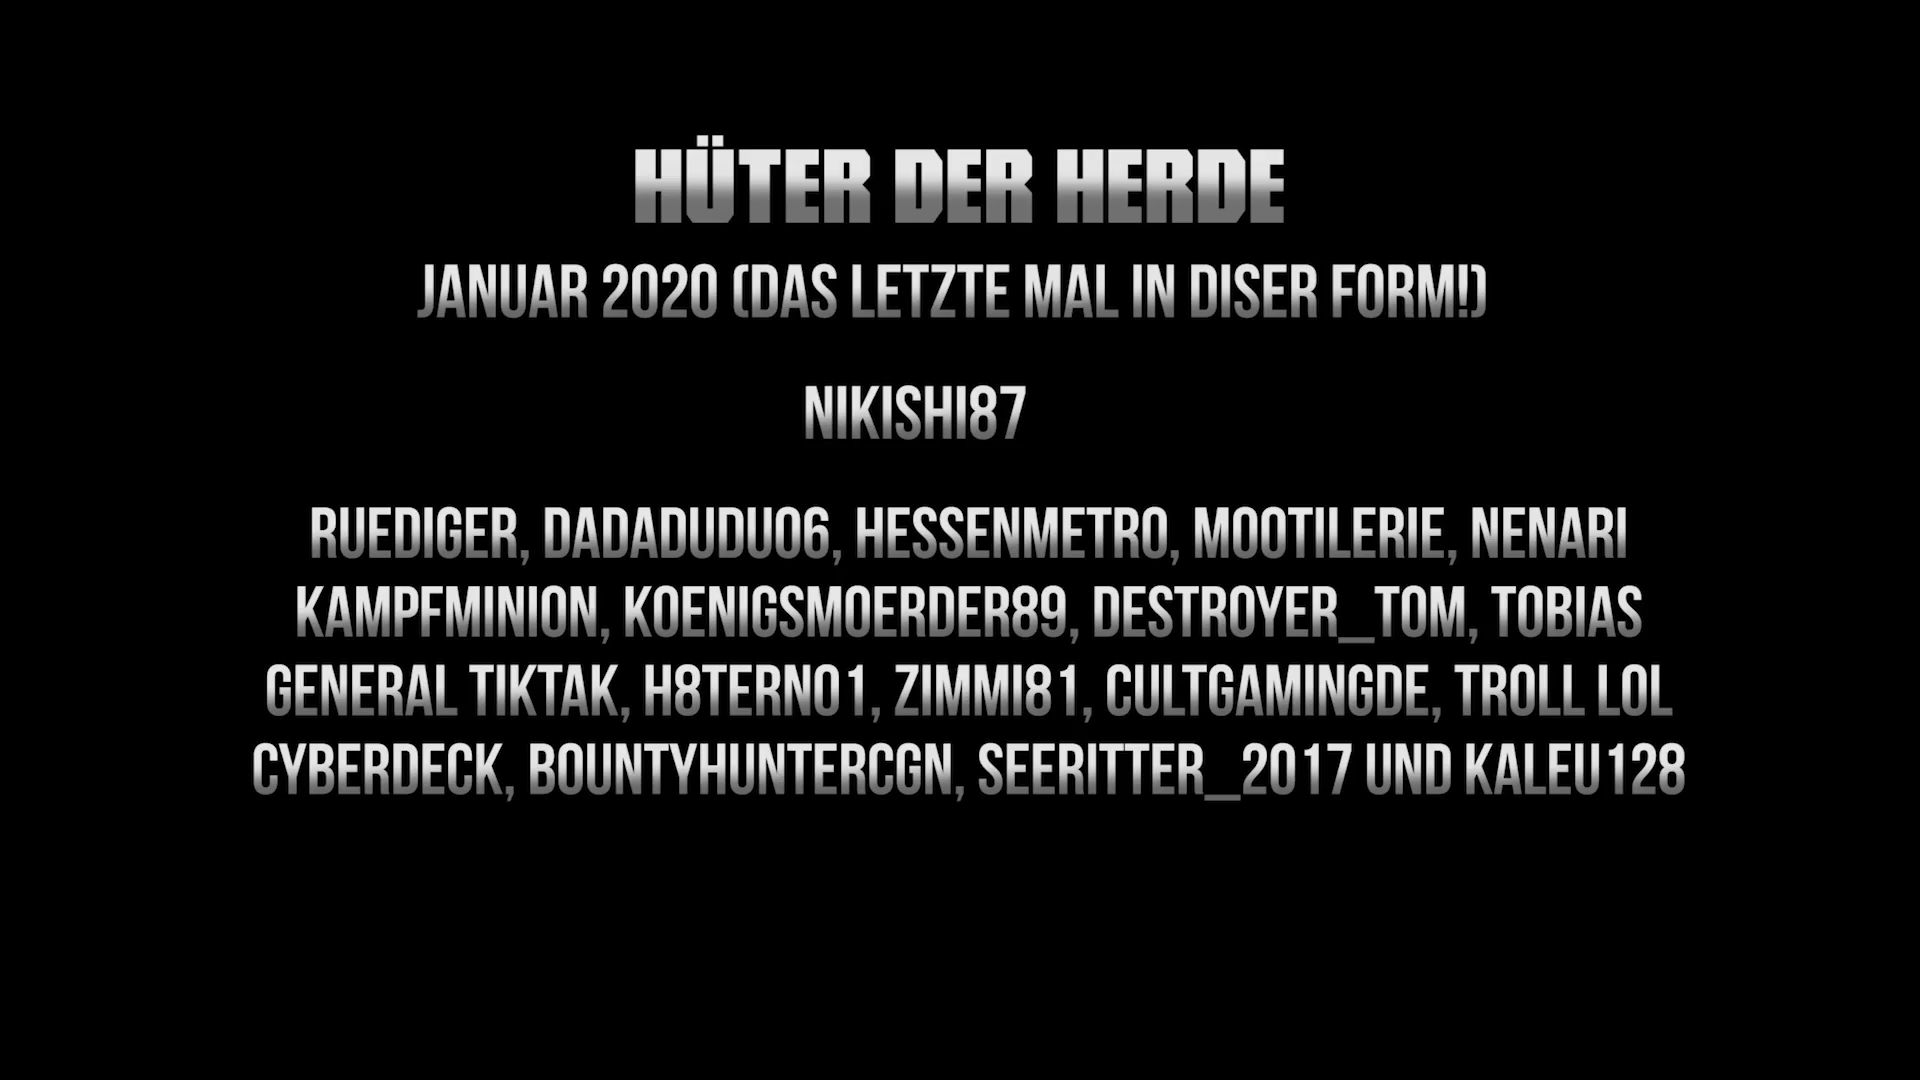 HÜTER DER HERDE
JANUAR 2020 (DAS LETZTE MAL IN DISER FORM!)
NIKISHI87
RUEDIGER, DADADUDU06, HESSENMETRO, MOOTILERIE, NENARI
KAMPFMINION, KOENIGSMOERDER89, DESTROYER_TOM, TOBIAS
GENERAL TIKTAK, H8TERNO1, ZIMMI81, CULTGAMINGDE, TROLL LOL
CYBERDECK, BOUNTYHUNTERCGN, SEERITTER_2017 UND KALEU128